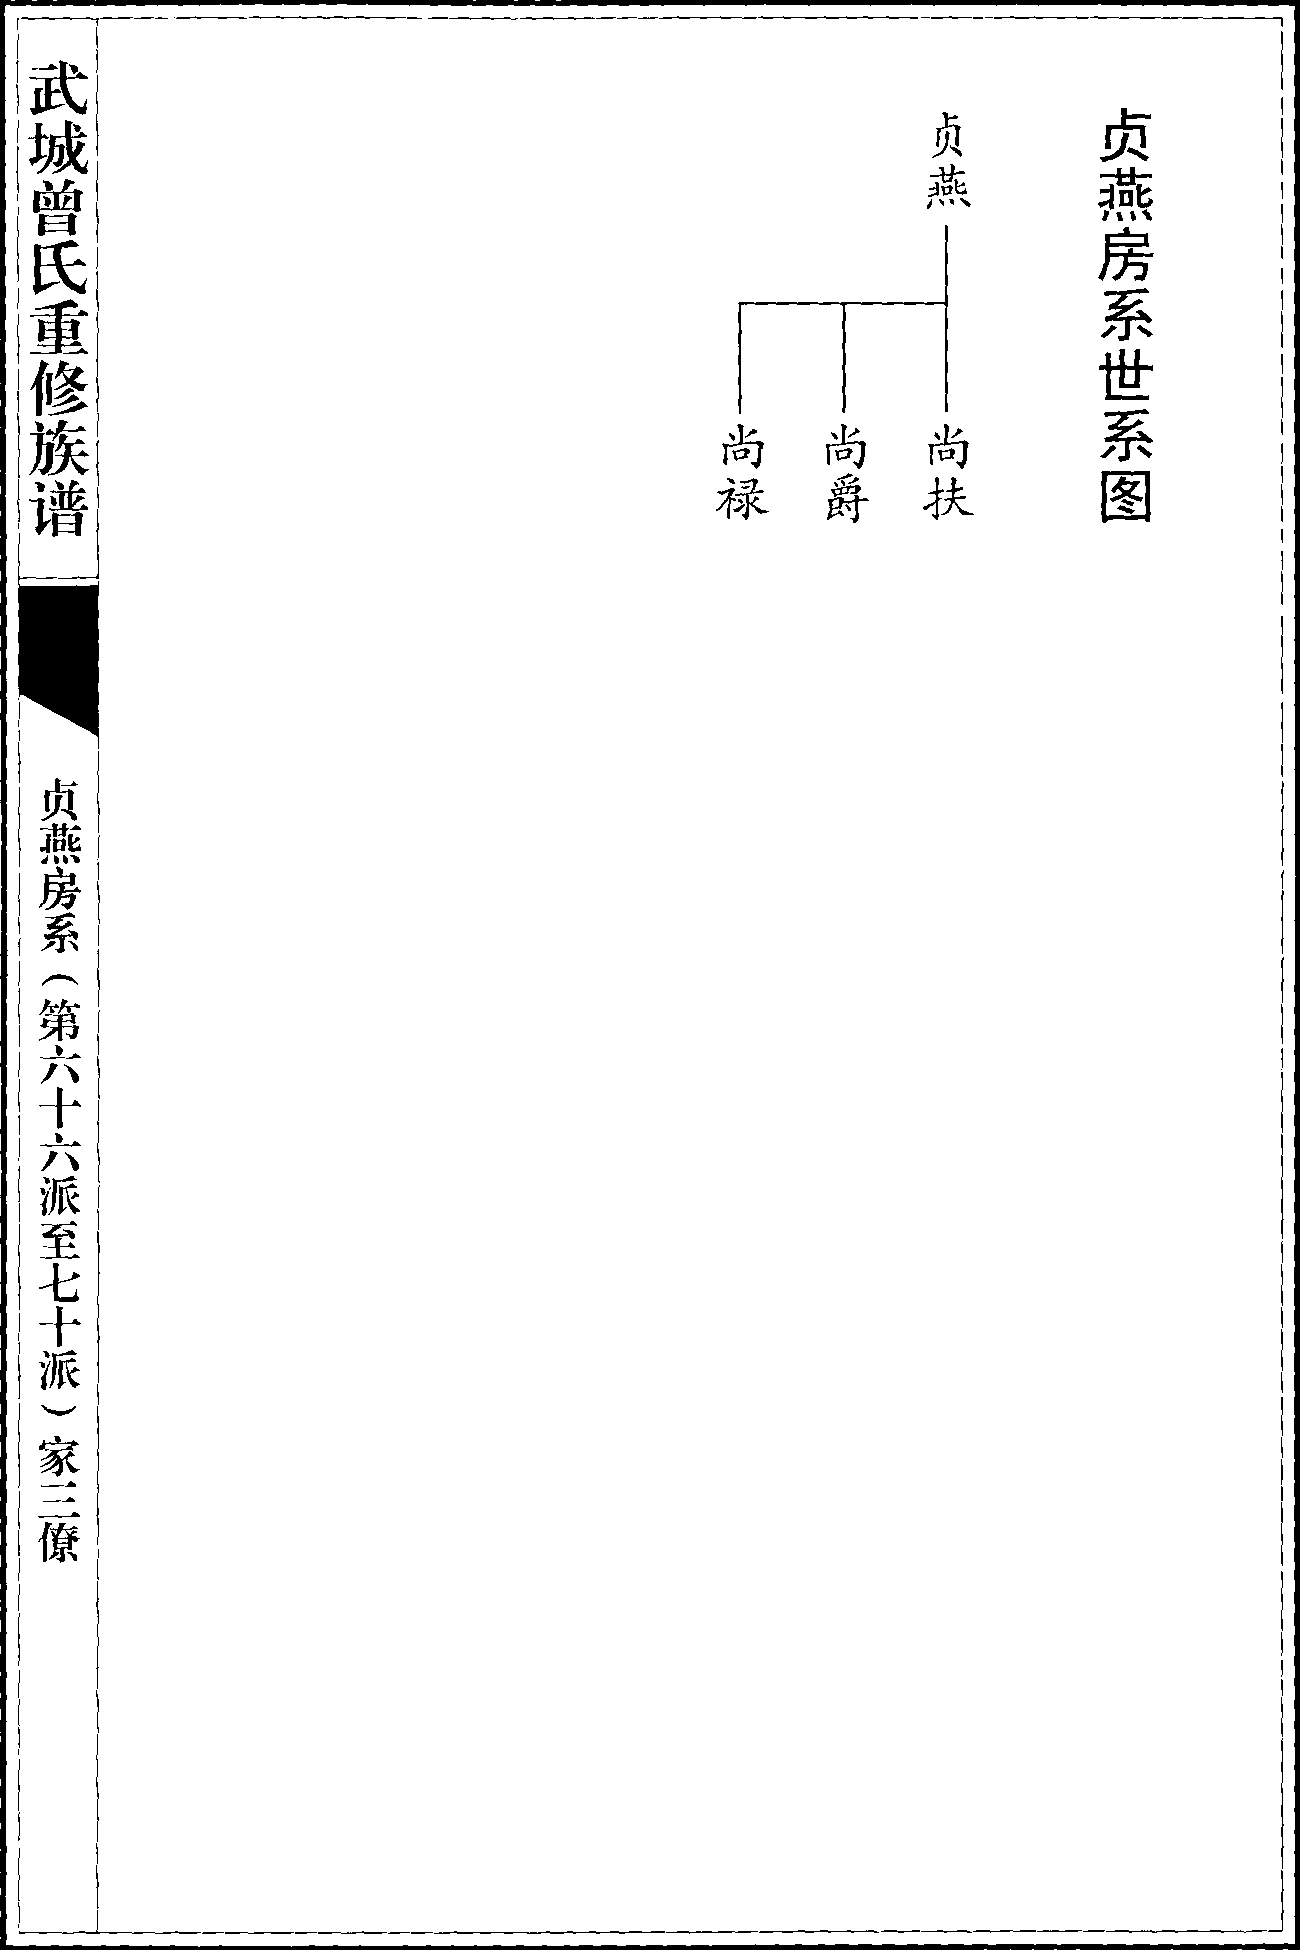 贞燕房系世系图
贞燕
尚扶
尚爵
尚禄
武城曾氏重修族谱
贞燕房系（第六十六派至七十派）家三僚